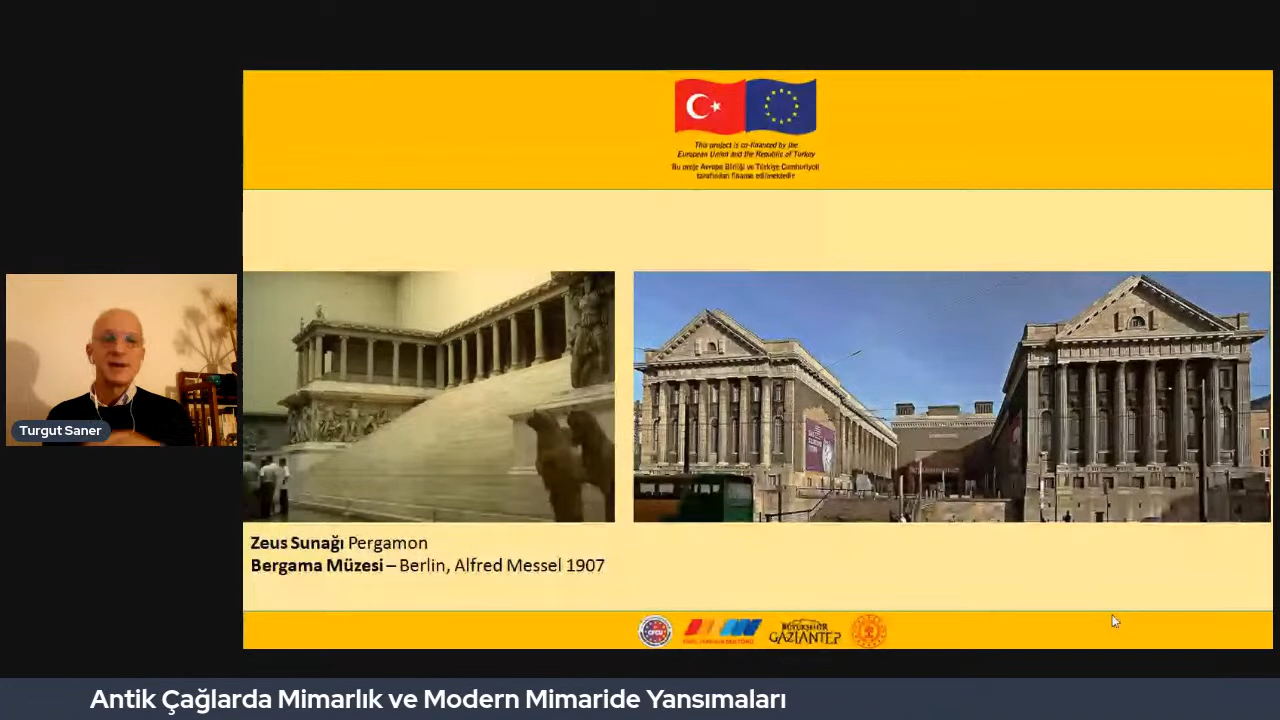 This project is co-financed by the
European Union and the Republic of Turkey
Bu proje Avrupa Birliği ve Türkiye Cumhuriyeti
tarafından finanse edilmektedir
Turgut Saner
Zeus Sunağı Pergamon
Bergama Müzesi – Berlin, Alfred Messel 1907
CFCU
BÜYÜKŞEHİR
GAZİANTEP
Antik Çağlarda Mimarlık ve Modern Mimaride Yansımaları